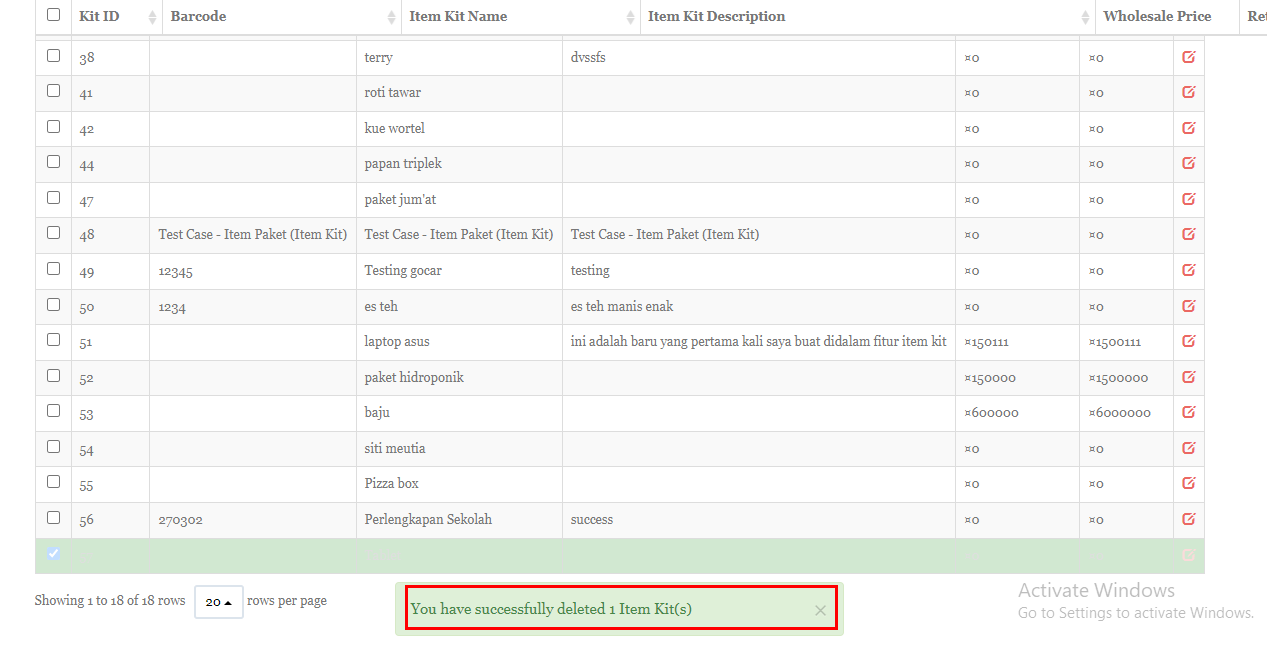 Kit ID Barcode Item Kit Name Item Kit Description Wholesale Price Ret
38 terry dvssfs ¤0 ¤0
41 roti tawar ¤0 ¤0
42 kue wortel ¤0 ¤0
44 papan triplek ¤0 ¤0
47 paket jum'at ¤0 ¤0
48 Test Case - Item Paket (Item Kit) Test Case - Item Paket (Item Kit) Test Case - Item Paket (Item Kit) ¤0 ¤0
49 12345 Testing gocar testing ¤0 ¤0
50 1234 es teh es teh manis enak ¤0 ¤0
51 laptop asus ini adalah baru yang pertama kali saya buat didalam fitur item kit ¤150111 ¤1500111
52 paket hidroponik ¤150000 ¤1500000
53 baju ¤600000 ¤6000000
54 siti meutia ¤0 ¤0
55 Pizza box ¤0 ¤0
56 270302 Perlengkapan Sekolah success ¤0 ¤0
Showing 1 to 18 of 18 rows 20 rows per page
You have successfully deleted 1 Item Kit(s) ×
Activate Windows
Go to Settings to activate Windows.